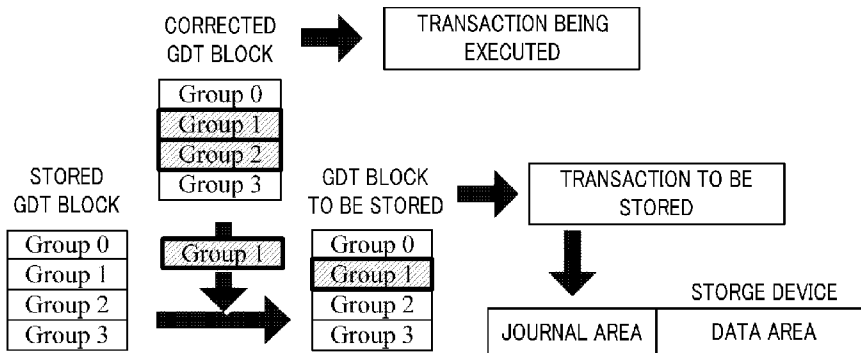 CORRECTED
GDT BLOCK
TRANSACTION BEING
EXECUTED
Group 0
Group 1
Group 2
Group 3
STORED
GDT BLOCK
GDT BLOCK
TO BE STORED
TRANSACTION TO BE
STORED
Group 1
Group 0
Group 1
Group 2
Group 3
Group 0
Group 1
Group 2
Group 3
STORGE DEVICE
JOURNAL AREA
DATA AREA